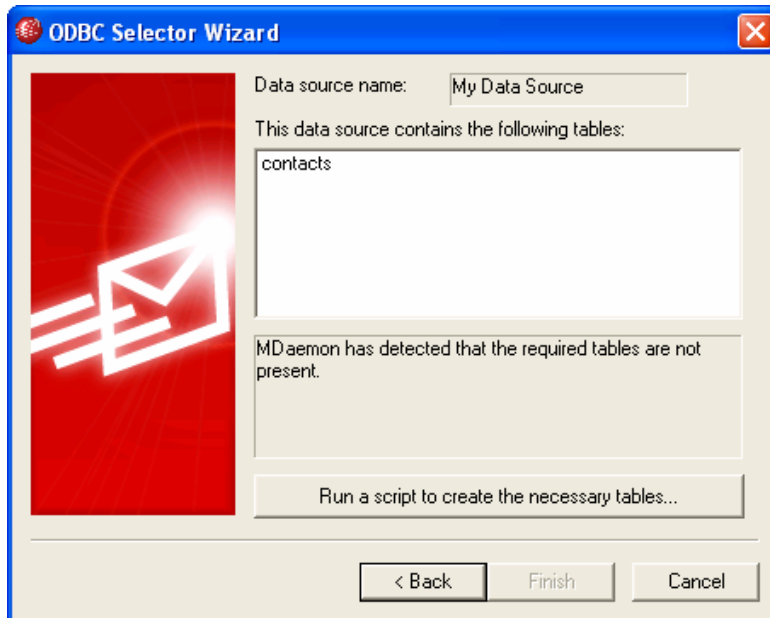 ODBC Selector Wizard
Data source name: My Data Source
This data source contains the following tables:
contacts
MDaemon has detected that the required tables are not
present.
Run a script to create the necessary tables...
< Back Finish Cancel